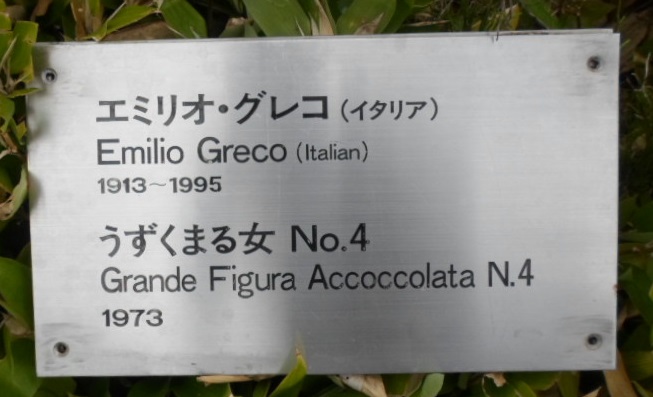 エミリオ・グレコ（イタリア）
Emilio Greco (Italian)
1913～1995
うずくまる女 No.4
Grande Figura Accoccolata N.4
1973